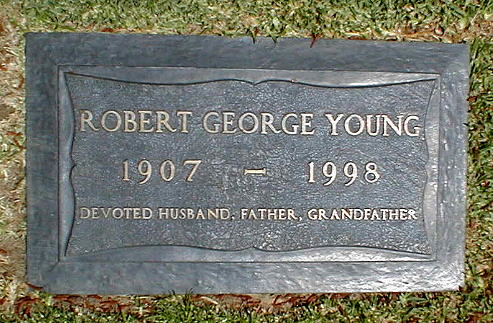 ROBERT GEORGE YOUNG
1907 – 1998
DEVOTED HUSBAND, FATHER, GRANDFATHER